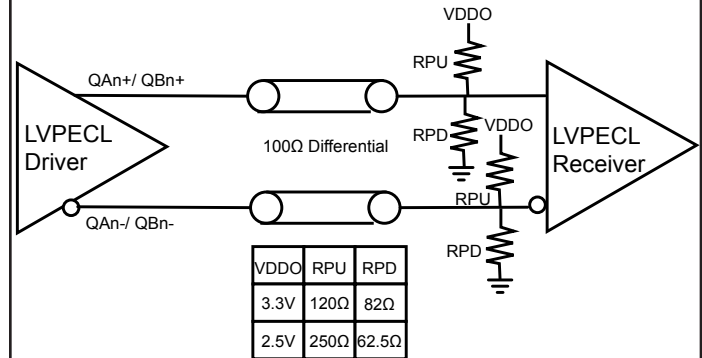 VDDO
RPU
QAn+/ QBn+
LVPECL
Driver
100Ω Differential
RPD
VDDO
LVPECL
Receiver
RPU
QAn-/ QBn-
RPD
VDDO RPU RPD
3.3V 120Ω 82Ω
2.5V 250Ω 62.5Ω